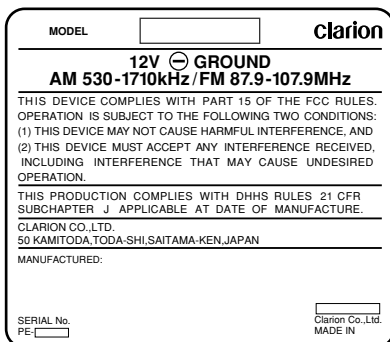 MODEL
clarion
12V ⊖ GROUND
AM 530-1710kHz/FM 87.9-107.9MHz
THIS DEVICE COMPLIES WITH PART 15 OF THE FCC RULES.
OPERATION IS SUBJECT TO THE FOLLOWING TWO CONDITIONS:
(1) THIS DEVICE MAY NOT CAUSE HARMFUL INTERFERENCE, AND
(2) THIS DEVICE MUST ACCEPT ANY INTERFERENCE RECEIVED,
INCLUDING INTERFERENCE THAT MAY CAUSE UNDESIRED
OPERATION.
THIS PRODUCTION COMPLIES WITH DHHS RULES 21 CFR
SUBCHAPTER J APPLICABLE AT DATE OF MANUFACTURE.
CLARION CO.,LTD.
50 KAMITODA,TODA-SHI,SAITAMA-KEN,JAPAN
MANUFACTURED:
SERIAL No.
PE-
Clarion Co.,Ltd.
MADE IN